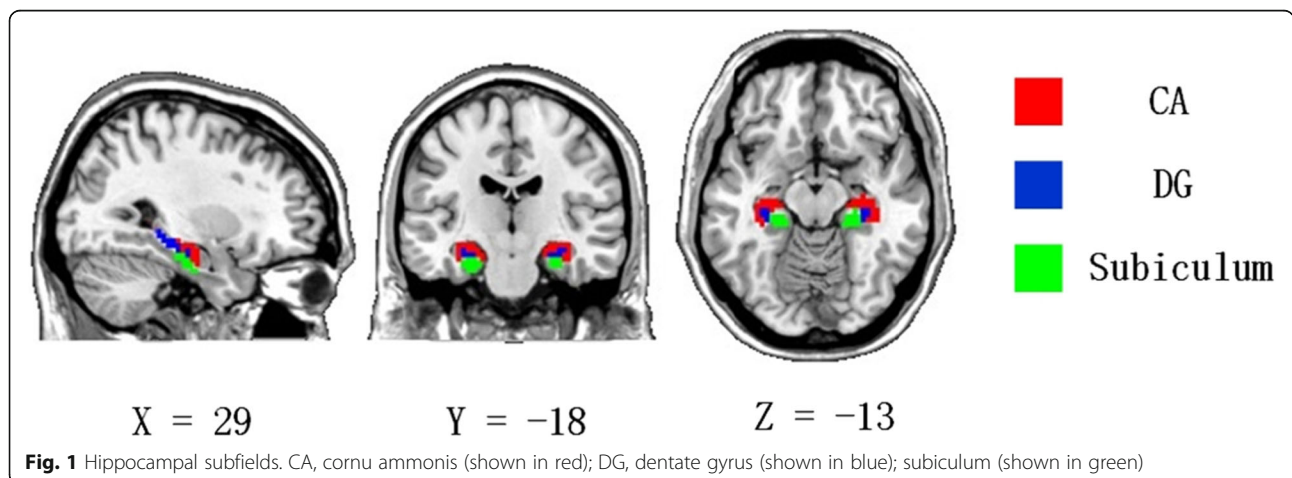 CA
DG
Subiculum
X = 29
Y = -18
Z = -13
Fig. 1 Hippocampal subfields. CA, cornu ammonis (shown in red); DG, dentate gyrus (shown in blue); subiculum (shown in green)